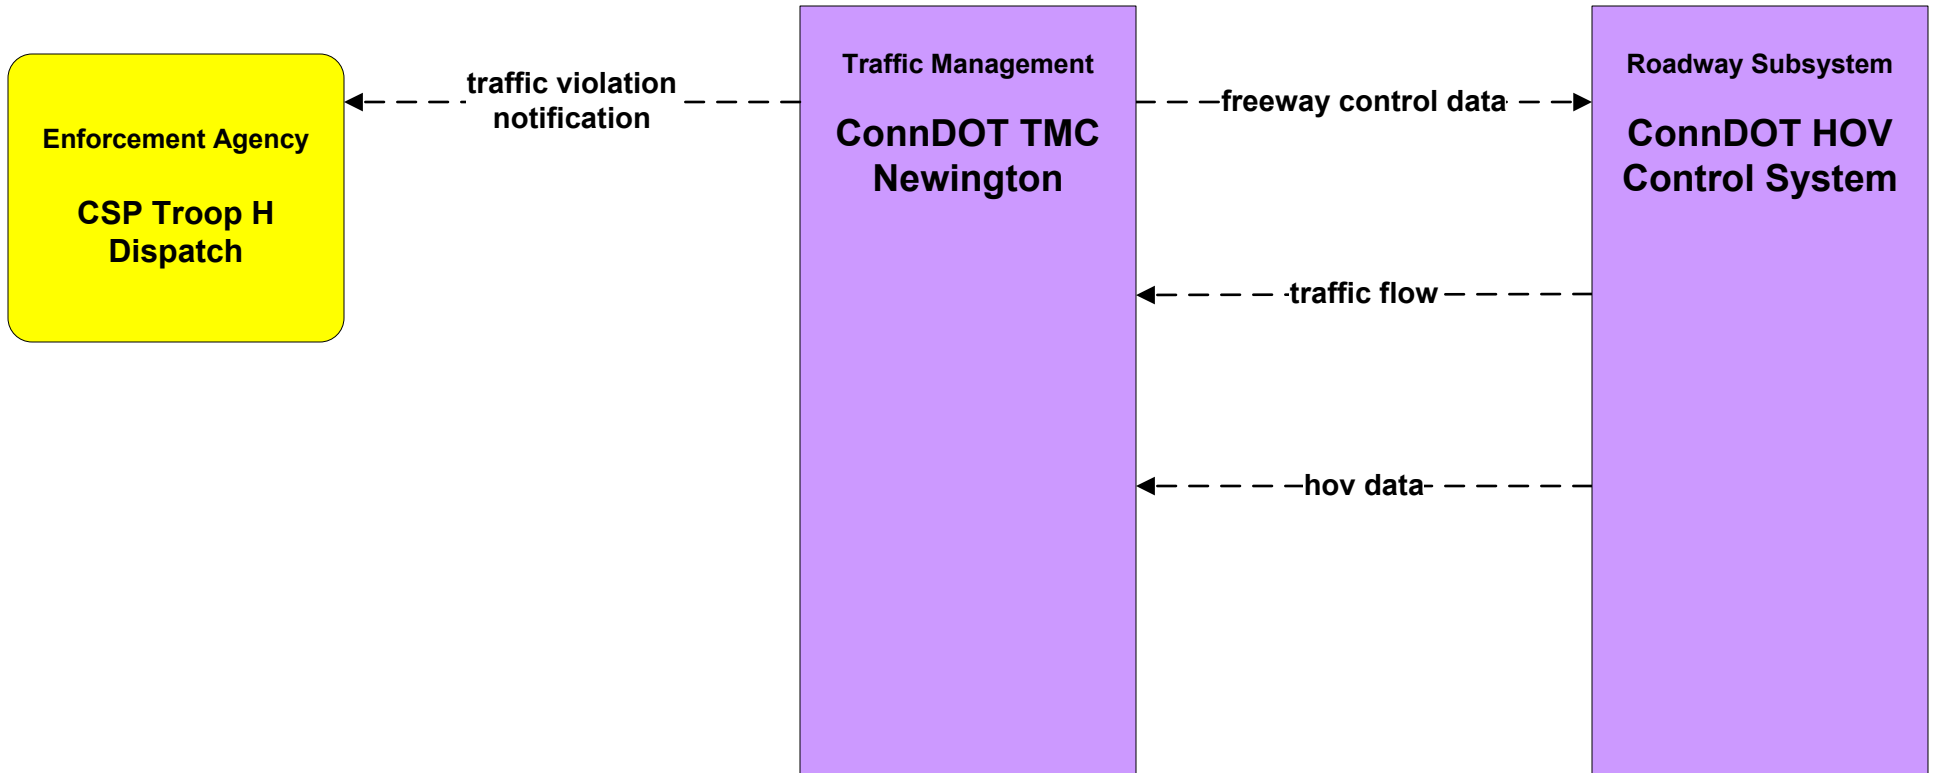 Enforcement Agency
CSP Troop H
Dispatch
traffic violation
notification
Traffic Management
ConnDOT TMC
Newington
freeway control data
traffic flow
hov data
Roadway Subsystem
ConnDOT HOV
Control System